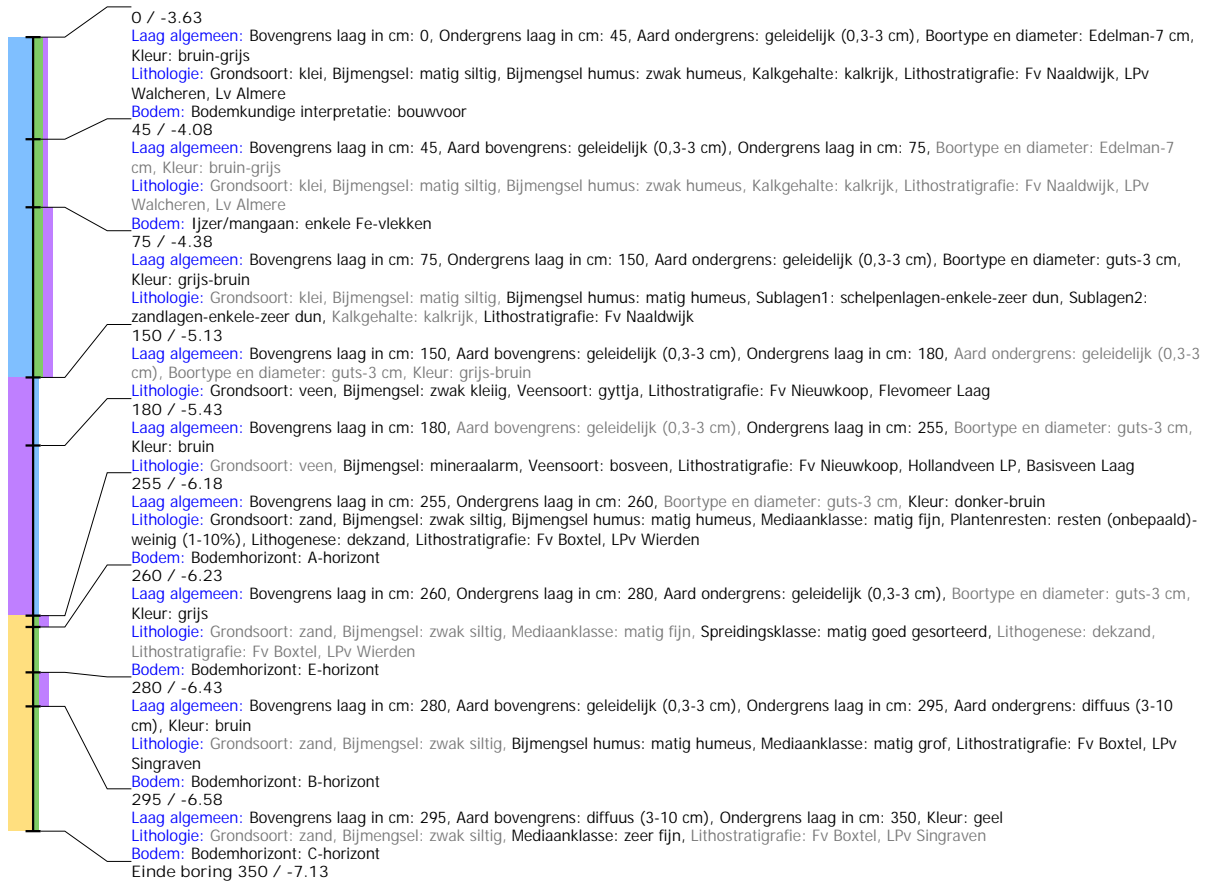 0 / -3.63
Laag algemeen: Bovengrens laag in cm: 0, Ondergrens laag in cm: 45, Aard ondergrens: geleidelijk (0,3-3 cm), Boortype en diameter: Edelman-7 cm,
Kleur: bruin-grijs
Lithologie: Grondsoort: klei, Bijmengsel: matig siltig, Bijmengsel humus: zwak humeus, Kalkgehalte: kalkrijk, Lithostratigrafie: Fv Naaldwijk, LPv
Walcheren, Lv Almere
Bodem: Bodemkundige interpretatie: bouwvoor
45 / -4.08
Laag algemeen: Bovengrens laag in cm: 45, Aard bovengrens: geleidelijk (0,3-3 cm), Ondergrens laag in cm: 75, Boortype en diameter: Edelman-7
cm, Kleur: bruin-grijs
Lithologie: Grondsoort: klei, Bijmengsel: matig siltig, Bijmengsel humus: zwak humeus, Kalkgehalte: kalkrijk, Lithostratigrafie: Fv Naaldwijk, LPv
Walcheren, Lv Almere
Bodem: Ijzer/mangaan: enkele Fe-vlekken
75 / -4.38
Laag algemeen: Bovengrens laag in cm: 75, Ondergrens laag in cm: 150, Aard ondergrens: geleidelijk (0,3-3 cm), Boortype en diameter: guts-3 cm,
Kleur: grijs-bruin
Lithologie: Grondsoort: klei, Bijmengsel: matig siltig, Bijmengsel humus: matig humeus, Sublagen1: schelpenlagen-enkele-zeer dun, Sublagen2:
zandlagen-enkele-zeer dun, Kalkgehalte: kalkrijk, Lithostratigrafie: Fv Naaldwijk
150 / -5.13
Laag algemeen: Bovengrens laag in cm: 150, Aard bovengrens: geleidelijk (0,3-3 cm), Ondergrens laag in cm: 180, Aard ondergrens: geleidelijk (0,3-3
cm), Boortype en diameter: guts-3 cm, Kleur: grijs-bruin
Lithologie: Grondsoort: veen, Bijmengsel: zwak kleiig, Veensoort: gyttja, Lithostratigrafie: Fv Nieuwkoop, Flevomeer Laag
180 / -5.43
Laag algemeen: Bovengrens laag in cm: 180, Aard bovengrens: geleidelijk (0,3-3 cm), Ondergrens laag in cm: 255, Boortype en diameter: guts-3 cm,
Kleur: bruin
Lithologie: Grondsoort: veen, Bijmengsel: mineraalarm, Veensoort: bosveen, Lithostratigrafie: Fv Nieuwkoop, Hollandveen LP, Basisveen Laag
255 / -6.18
Laag algemeen: Bovengrens laag in cm: 255, Ondergrens laag in cm: 260, Boortype en diameter: guts-3 cm, Kleur: donker-bruin
Lithologie: Grondsoort: zand, Bijmengsel: zwak siltig, Bijmengsel humus: matig humeus, Mediaanklasse: matig fijn, Plantenresten: resten (onbepaald)-
weinig (1-10%), Lithogenese: dekzand, Lithostratigrafie: Fv Boxtel, LPv Wierden
Bodem: Bodemhorizont: A-horizont
260 / -6.23
Laag algemeen: Bovengrens laag in cm: 260, Ondergrens laag in cm: 280, Aard ondergrens: geleidelijk (0,3-3 cm), Boortype en diameter: guts-3 cm,
Kleur: grijs
Lithologie: Grondsoort: zand, Bijmengsel: zwak siltig, Mediaanklasse: matig fijn, Spreidingsklasse: matig goed gesorteerd, Lithogenese: dekzand,
Lithostratigrafie: Fv Boxtel, LPv Wierden
Bodem: Bodemhorizont: E-horizont
280 / -6.43
Laag algemeen: Bovengrens laag in cm: 280, Aard bovengrens: geleidelijk (0,3-3 cm), Ondergrens laag in cm: 295, Aard ondergrens: diffuus (3-10
cm), Kleur: bruin
Lithologie: Grondsoort: zand, Bijmengsel: zwak siltig, Bijmengsel humus: matig humeus, Mediaanklasse: matig grof, Lithostratigrafie: Fv Boxtel, LPv
Singraven
Bodem: Bodemhorizont: B-horizont
295 / -6.58
Laag algemeen: Bovengrens laag in cm: 295, Aard bovengrens: diffuus (3-10 cm), Ondergrens laag in cm: 350, Kleur: geel
Lithologie: Grondsoort: zand, Bijmengsel: zwak siltig, Mediaanklasse: zeer fijn, Lithostratigrafie: Fv Boxtel, LPv Singraven
Bodem: Bodemhorizont: C-horizont
Einde boring 350 / -7.13